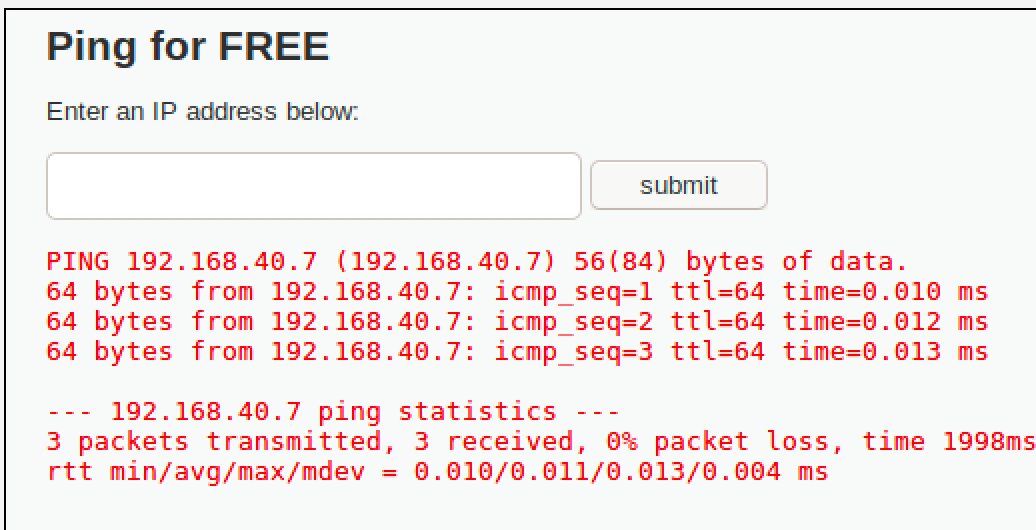 Ping for FREE
Enter an IP address below:
submit
PING 192.168.40.7 (192.168.40.7) 56(84) bytes of data.
64 bytes from 192.168.40.7: icmp_seq=1 ttl=64 time=0.010 ms
64 bytes from 192.168.40.7: icmp_seq=2 ttl=64 time=0.012 ms
64 bytes from 192.168.40.7: icmp_seq=3 ttl=64 time=0.013 ms
--- 192.168.40.7 ping statistics ---
3 packets transmitted, 3 received, 0% packet loss, time 1998ms
rtt min/avg/max/mdev = 0.010/0.011/0.013/0.004 ms